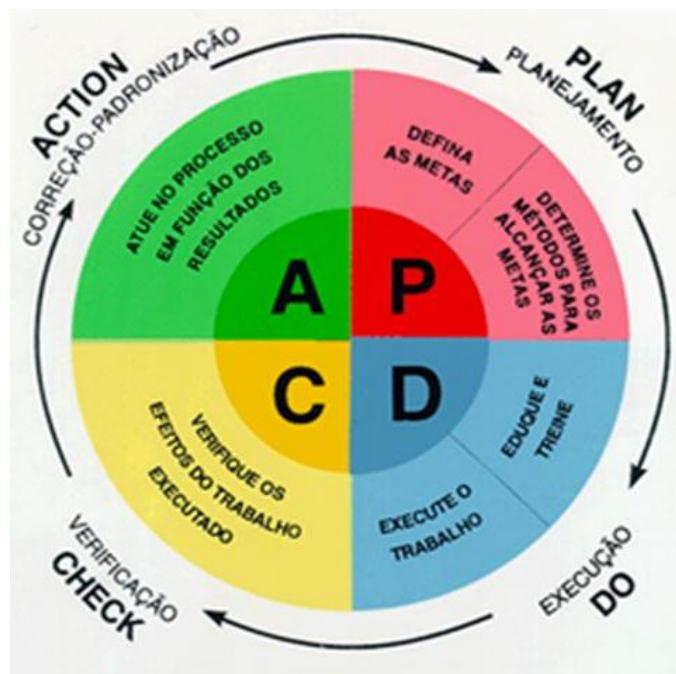 PLAN
PLANEJAMENTO
DEFINA
AS METAS
DETERMINE OS
MÉTODOS PARA
ALCANÇAR AS
METAS
P
EDUQUE E
TREINE
EXECUTE O
TRABALHO
D
EXECUÇÃO
DO
VERIFIQUE OS
EFEITOS DO TRABALHO
EXECUTADO
C
VERIFICAÇÃO
CHECK
ACTION
CORREÇÃO-PADRONIZAÇÃO
ATUE NO PROCESSO
EM FUNÇÃO DOS
RESULTADOS
A